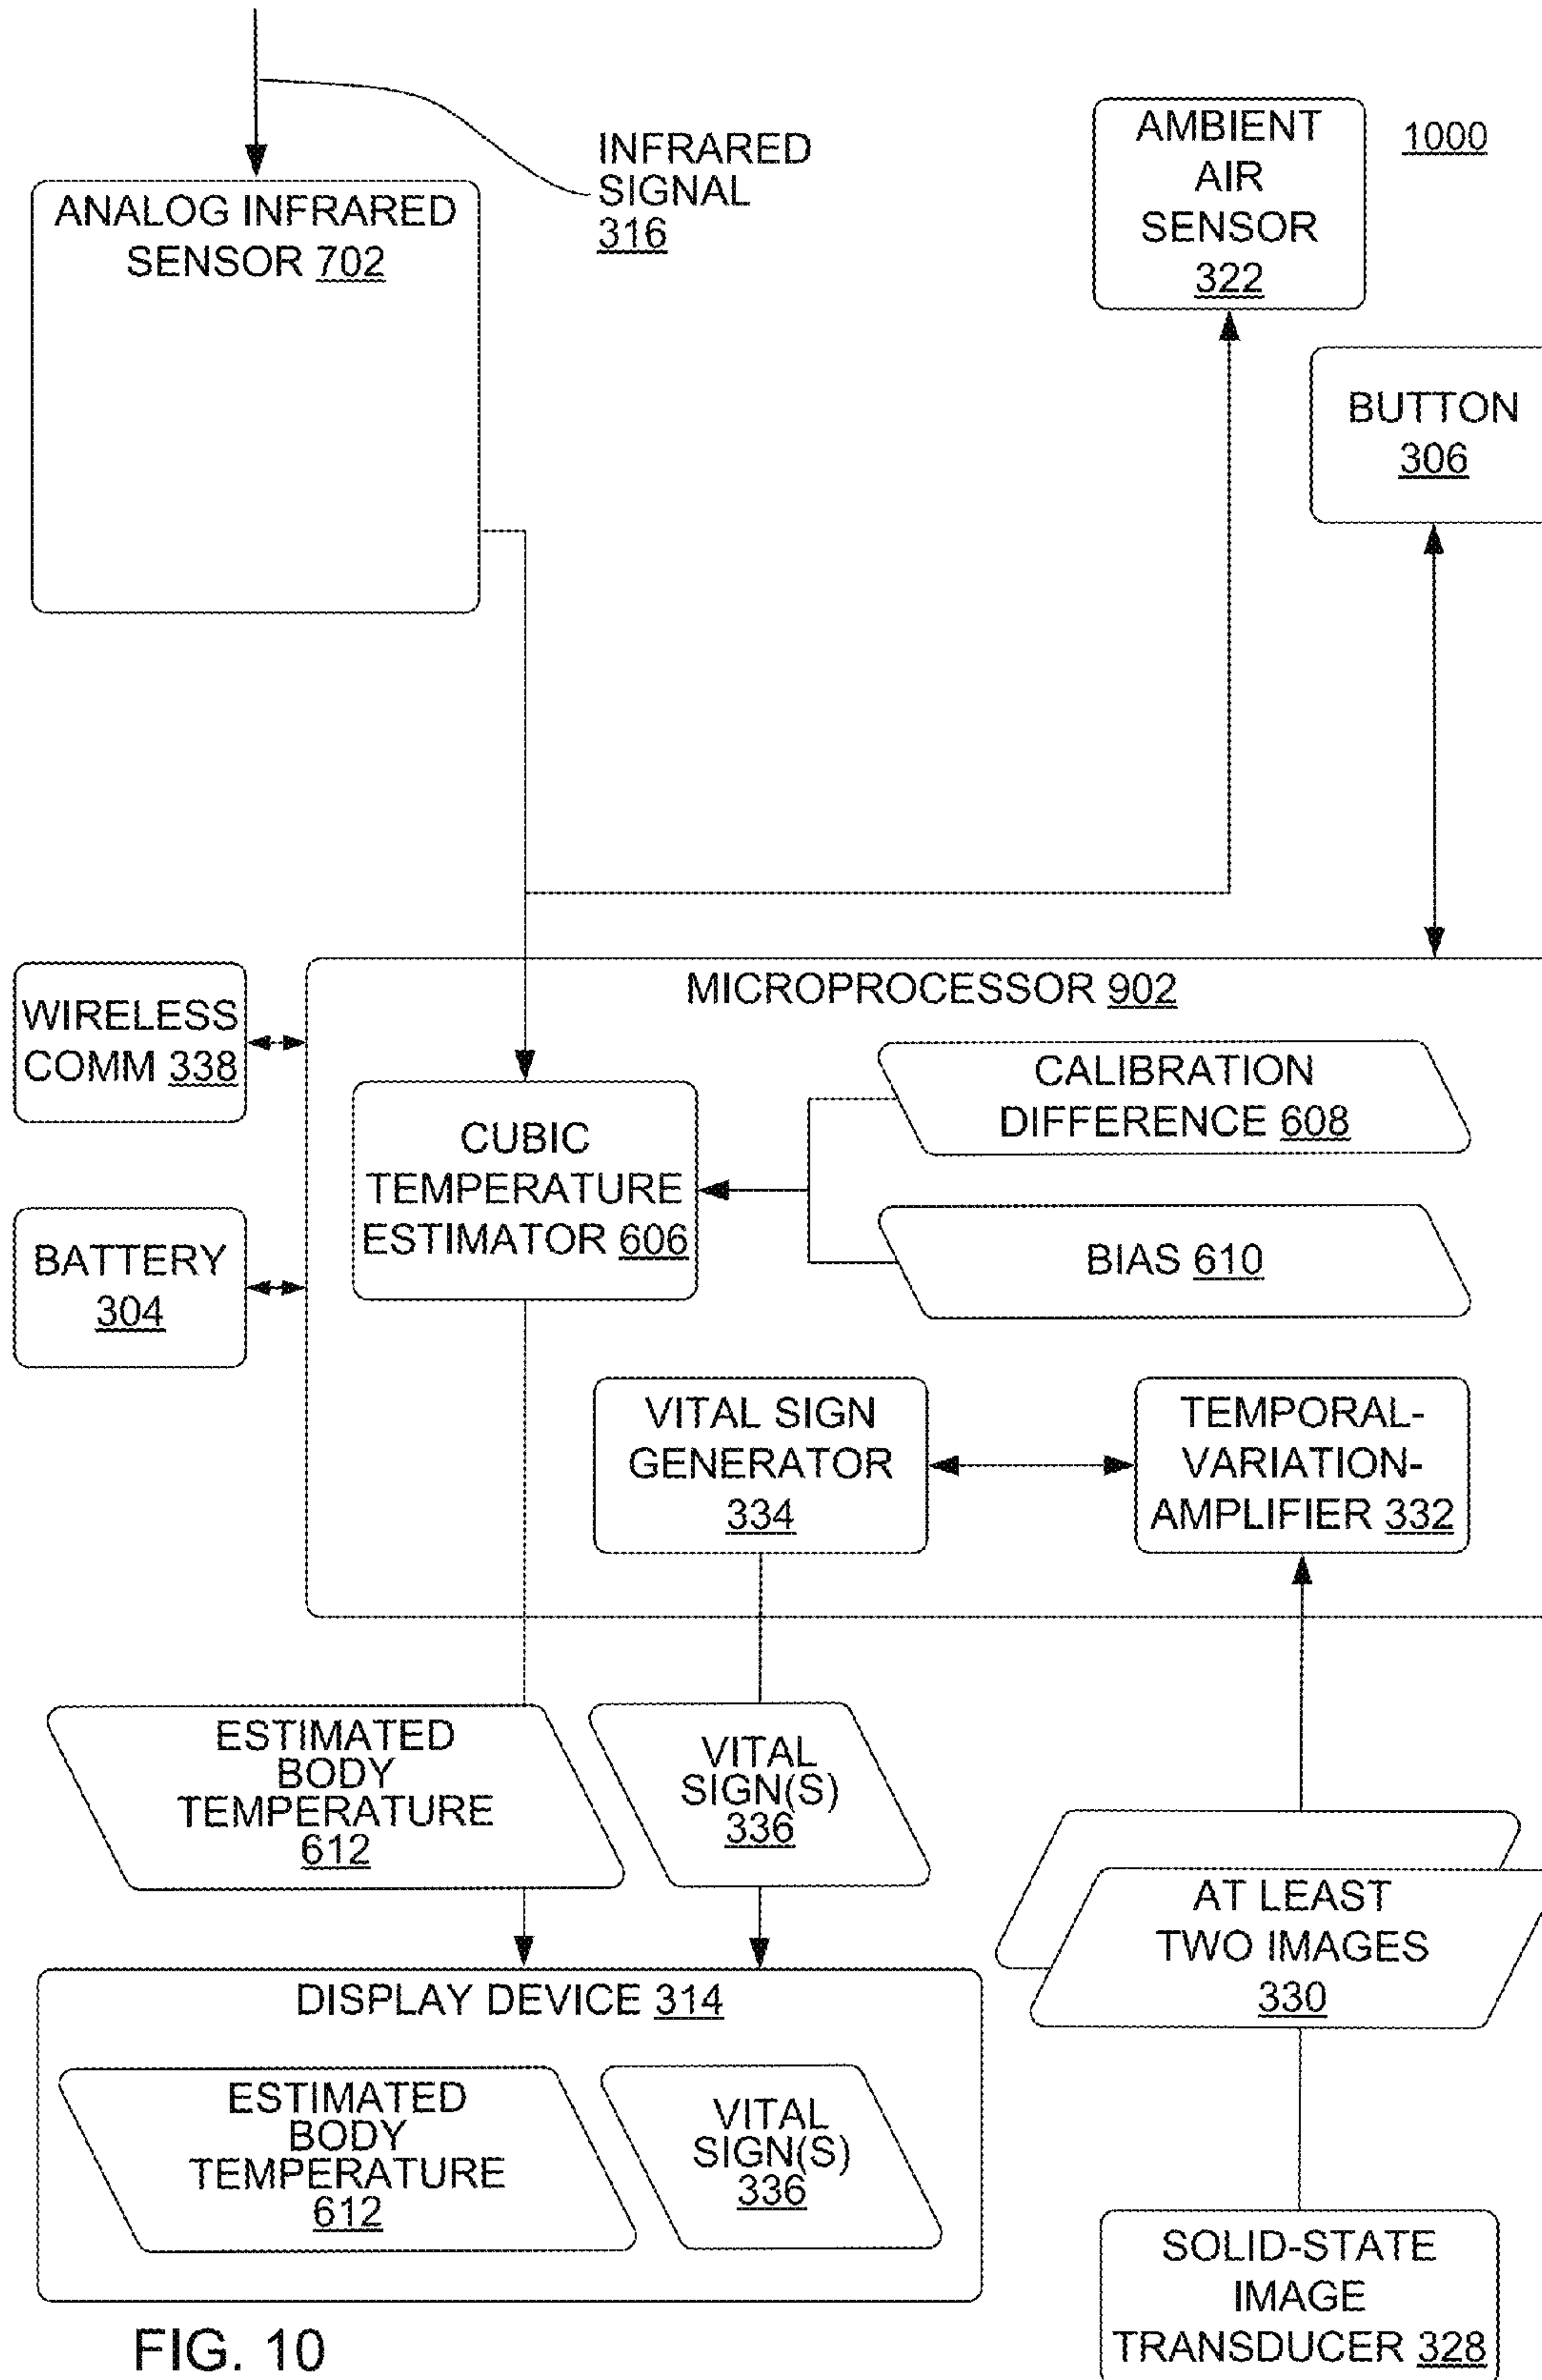 INFRARED
SIGNAL
316
ANALOG INFRARED
SENSOR 702
AMBIENT
AIR
SENSOR
322
1000
BUTTON
306
MICROPROCESSOR 902
WIRELESS
COMM 338
CALIBRATION
DIFFERENCE 608
CUBIC
TEMPERATURE
ESTIMATOR 606
BATTERY
304
BIAS 610
VITAL SIGN
GENERATOR
334
TEMPORAL-
VARIATION-
AMPLIFIER 332
ESTIMATED
BODY
TEMPERATURE
612
VITAL
SIGN(S)
336
AT LEAST
TWO IMAGES
330
DISPLAY DEVICE 314
ESTIMATED
BODY
TEMPERATURE
612
VITAL
SIGN(S)
336
SOLID-STATE
IMAGE
TRANSDUCER 328
FIG. 10